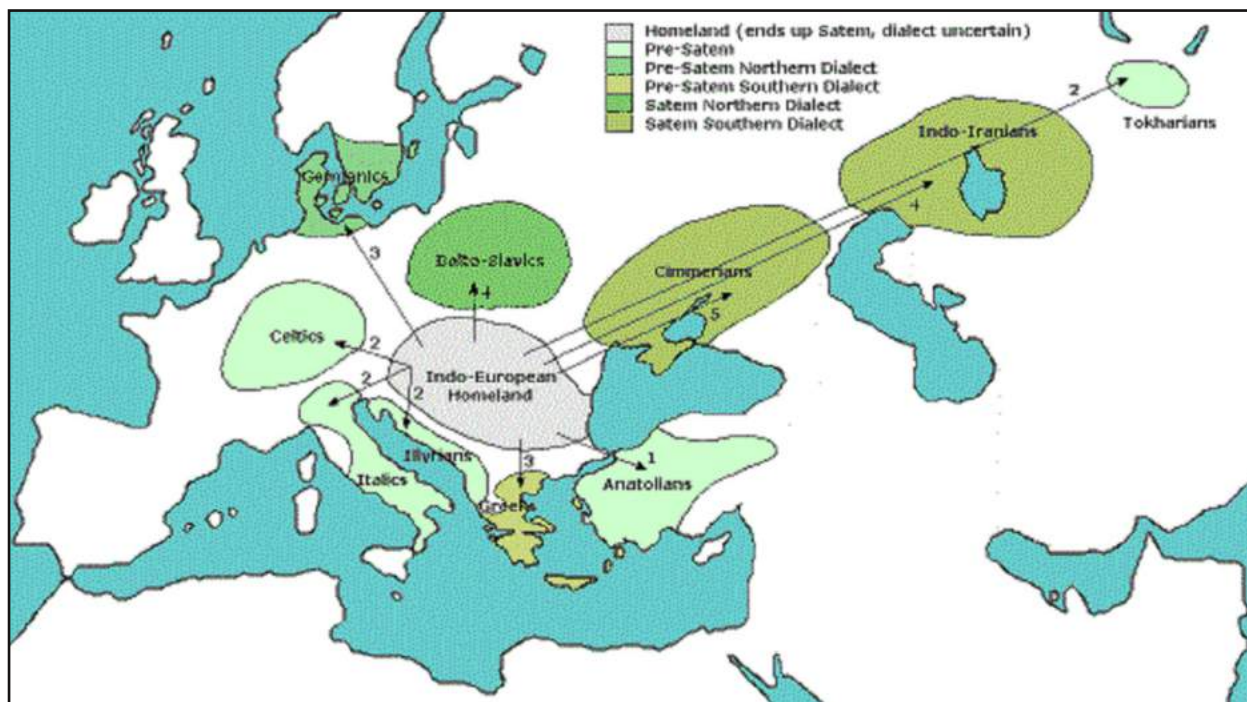 Homeland (ends up Satem, dialect uncertain)
Pre-Satem
Pre-Satem Northern Dialect
Pre-Satem Southern Dialect
Satem Northern Dialect
Satem Southern Dialect
2
Tokharians
Indo-Iranians
4
Germanics
3
Balto-Slavics
4
Cimmerians
5
Celtics
2
2
Indo-European
Homeland
2
Illyrians
Italics
3
Greeks
1
Anatolians